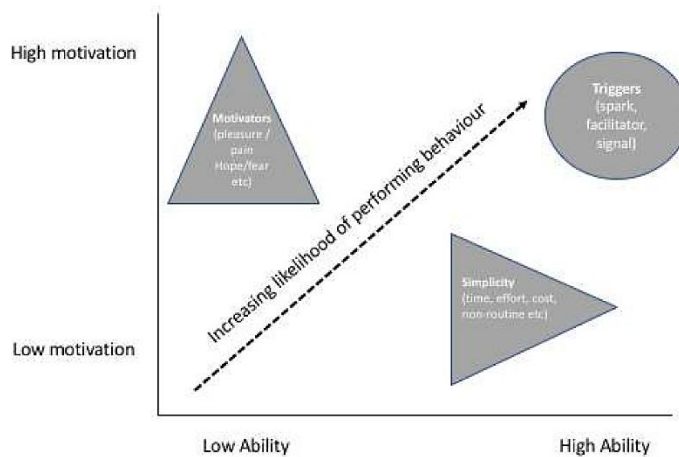 High motivation
Motivators
(pleasure /
pain
Hope/fear
etc)
Triggers
(spark,
facilitator,
signal)
Increasing likelihood of performing behaviour
Simplicity
(time, effort, cost,
non-routine etc)
Low motivation
Low Ability
High Ability